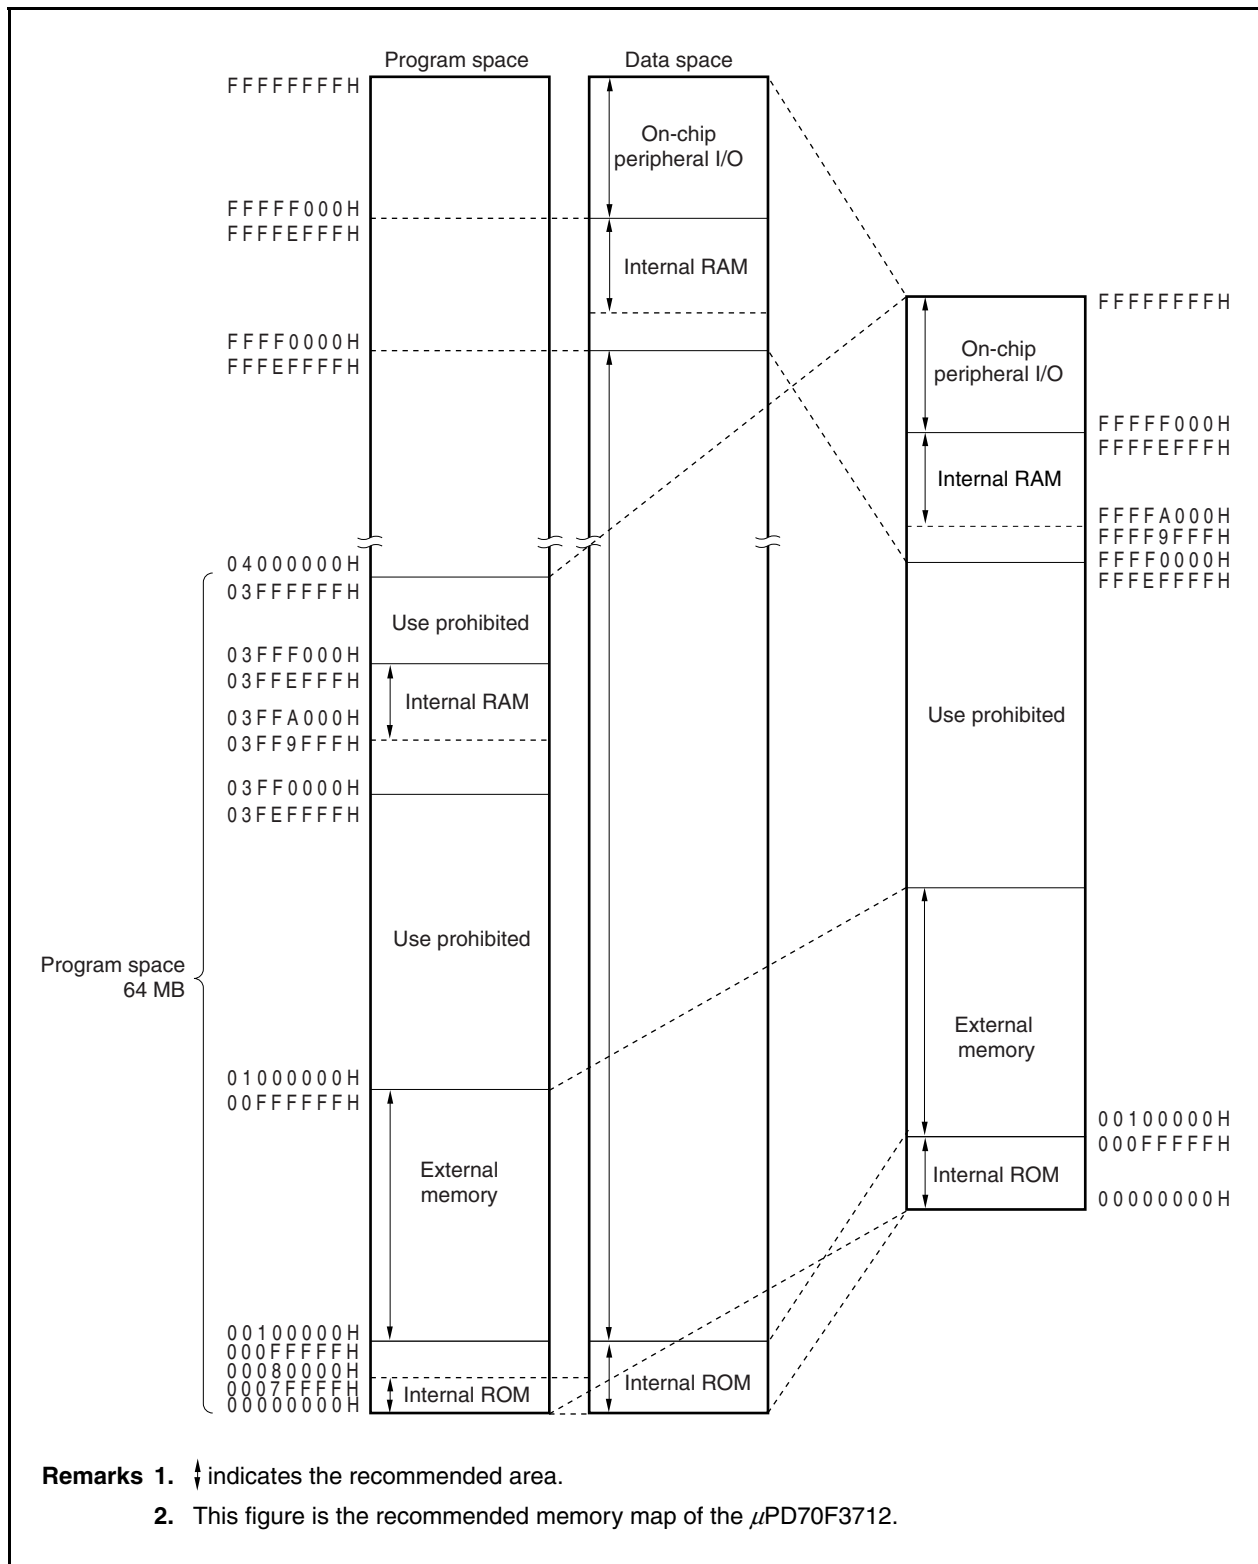 Program space
Data space
FFFFFFFFH
On-chip
peripheral I/O
FFFFF000H
FFFFEFFFH
Internal RAM
FFFF0000H
FFFEFFFFH
04000000H
03FFFFFFH
Use prohibited
03FFF000H
03FFEFFFH
Internal RAM
03FFA000H
03FF9FFFH
03FF0000H
03FEFFFFH
Use prohibited
Program space
64 MB
01000000H
00FFFFFFH
External
memory
00100000H
000FFFFFH
00080000H
0007FFFFH
00000000H
Internal ROM
Internal ROM
FFFFFFFFH
On-chip
peripheral I/O
FFFFF000H
FFFFEFFFH
Internal RAM
FFFFA000H
FFFF9FFFH
FFFF0000H
FFFEFFFFH
Use prohibited
External
memory
00100000H
000FFFFFH
Internal ROM
00000000H
Remarks 1. ↕ indicates the recommended area.
2. This figure is the recommended memory map of the μPD70F3712.